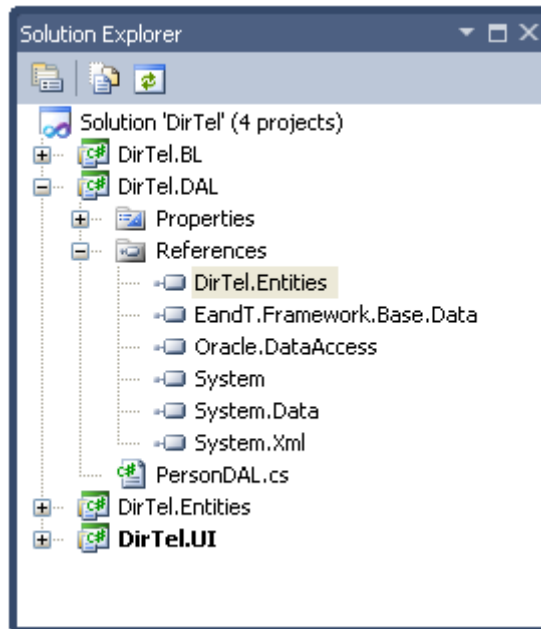 Solution Explorer
Solution 'DirTel' (4 projects)
DirTel.BL
DirTel.DAL
Properties
References
DirTel.Entities
EandT.Framework.Base.Data
Oracle.DataAccess
System
System.Data
System.Xml
PersonDAL.cs
DirTel.Entities
DirTel.UI